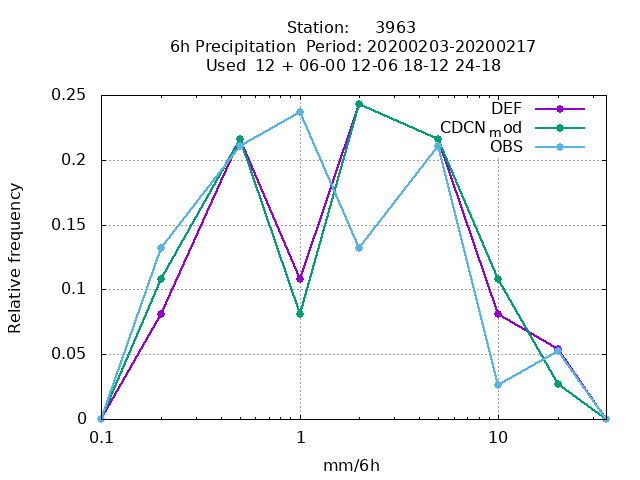 Station: 3963
6h Precipitation Period: 20200203-20200217
Used 12 + 06-00 12-06 18-12 24-18
0.25
0.2
0.15
0.1
0.05
0
0.1
1
10
Relative frequency
mm/6h
DEF
CDCNmod
OBS